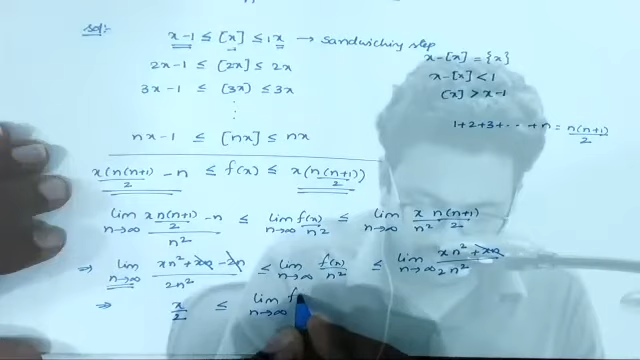 Sol:-
x-1 ≤ [x] ≤ 1x → sandwiching step
x-[x] = {x}
2x-1 ≤ [2x] ≤ 2x
x-[x] < 1
3x-1 ≤ [3x] ≤ 3x
[x] > x-1
⋮
1+2+3+....+n = n(n+1)/2
nx-1 ≤ [nx] ≤ nx
x(n(n+1))/2 - n ≤ f(x) ≤ x(n(n+1))/2
lim n→∞ (x n(n+1)/2 - n)/n² ≤ lim n→∞ f(x)/n² ≤ lim n→∞ x/n² n(n+1)/2
⇒ lim n→∞ (xn²+xn-2n)/2n² ≤ lim n→∞ f(x)/n² ≤ lim n→∞ (xn²+xn)/2n²
⇒ x/2 ≤ lim n→∞ f